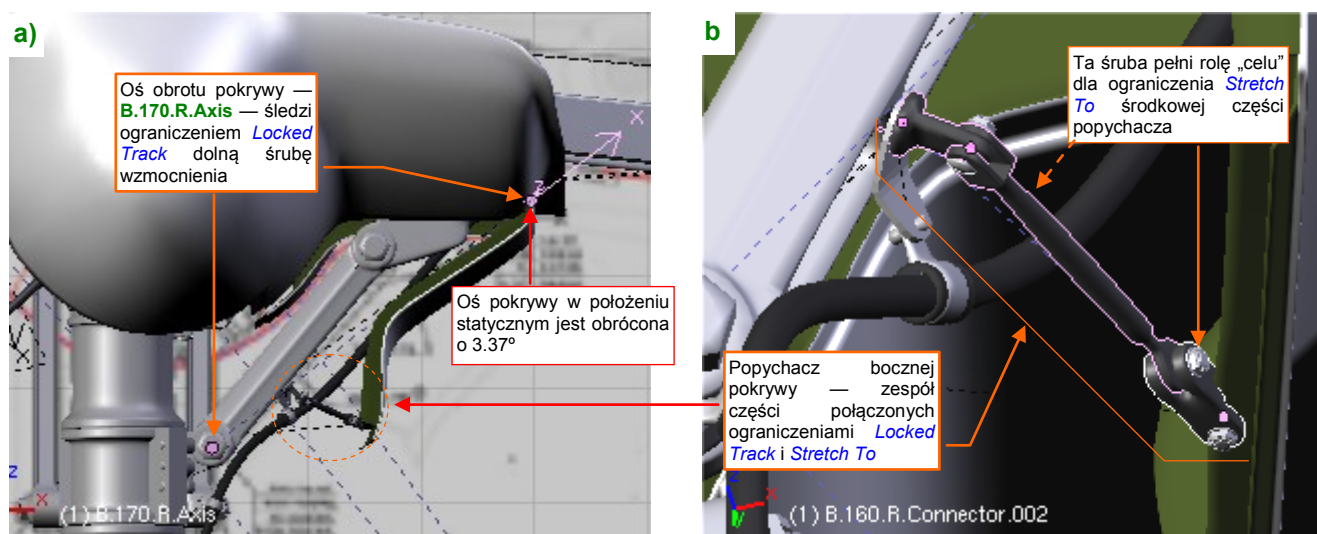 a)
Oś obrotu pokrywy —
B.170.R.Axis — śledzi
ograniczeniem Locked
Track dolną śrubę
wzmocnienia
X
Z
Oś pokrywy w położeniu
statycznym jest obrócona
o 3.37º
z
x
(1) B.170.R.Axis
b
Ta śruba pełni rolę „celu”
dla ograniczenia Stretch
To środkowej części
popychacza
Popychacz bocznej
pokrywy — zespół
części połączonych
ograniczeniami Locked
Track i Stretch To
z
x
y
(1) B.160.R.Connector.002